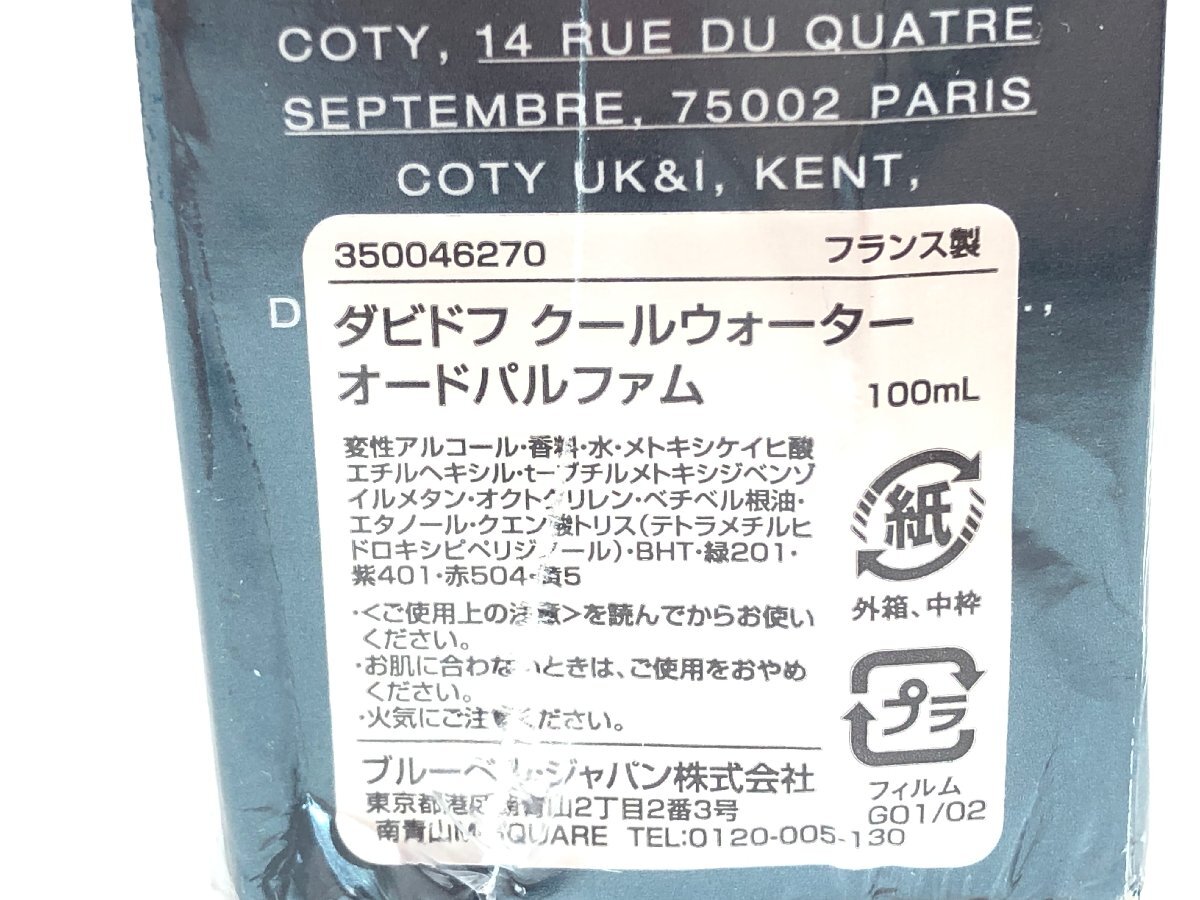 COTY, 14 RUE DU QUATRE
SEPTEMBRE, 75002 PARIS
COTY UK&I, KENT,
350046270 フランス製
ダビドフ クールウォーター
オードパルファム 100mL
変性アルコール・香料・水・メトキシケイヒ酸
エチルヘキシル・t-ブチルメトキシジベンゾ
イルメタン・オクトクリレン・ベチベル根油・
エタノール・クエン酸トリス(テトラメチルヒ
ドロキシピペリジノール)・BHT・緑201・
紫401・赤504・黄5
・<ご使用上の注意>を読んでからお使い
ください。
・お肌に合わないときは、ご使用をおやめ
ください。
・火気にご注意ください。
ブルーベル・ジャパン株式会社
東京都港区南青山2丁目2番3号
南青山M-SQUARE TEL:0120-005-130
紙
外箱、中枠
プラ
フィルム
G01/02